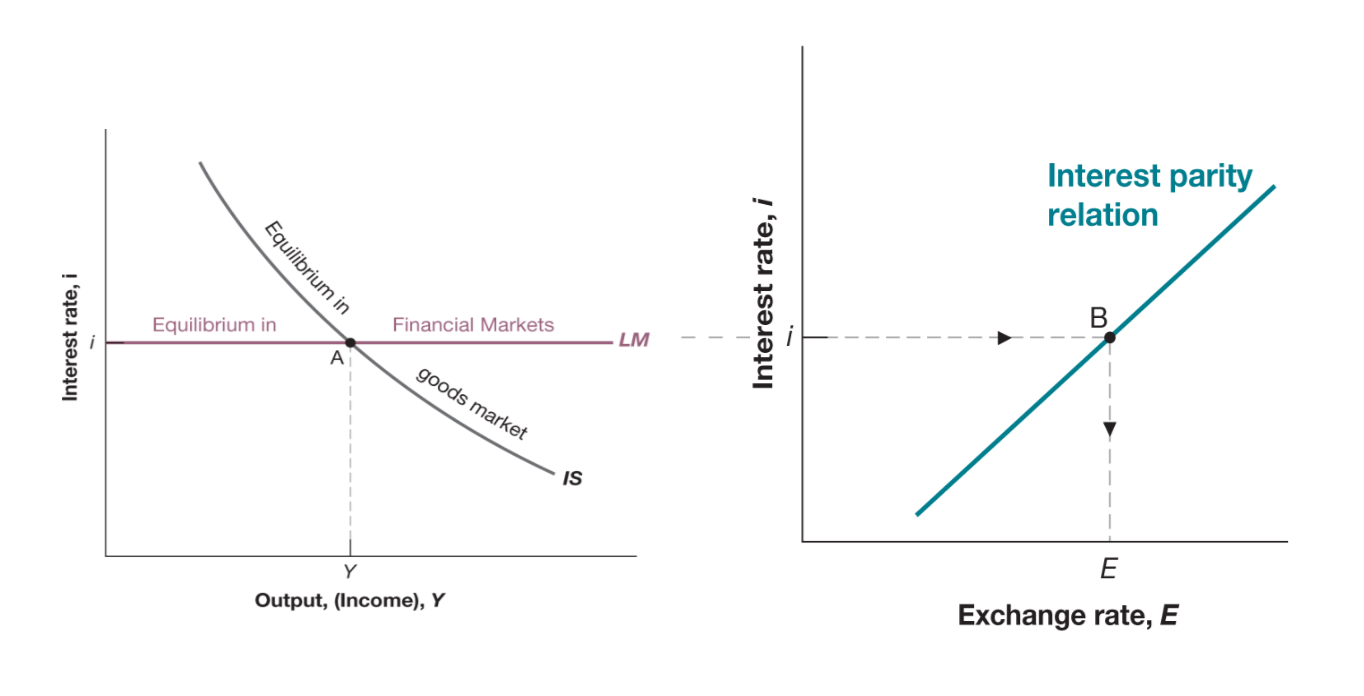 Interest rate, i
Equilibrium in
goods market
Equilibrium in
Financial Markets
LM
i
A
IS
Y
Output, (Income), Y
Interest rate, i
Interest parity
relation
i
B
E
Exchange rate, E